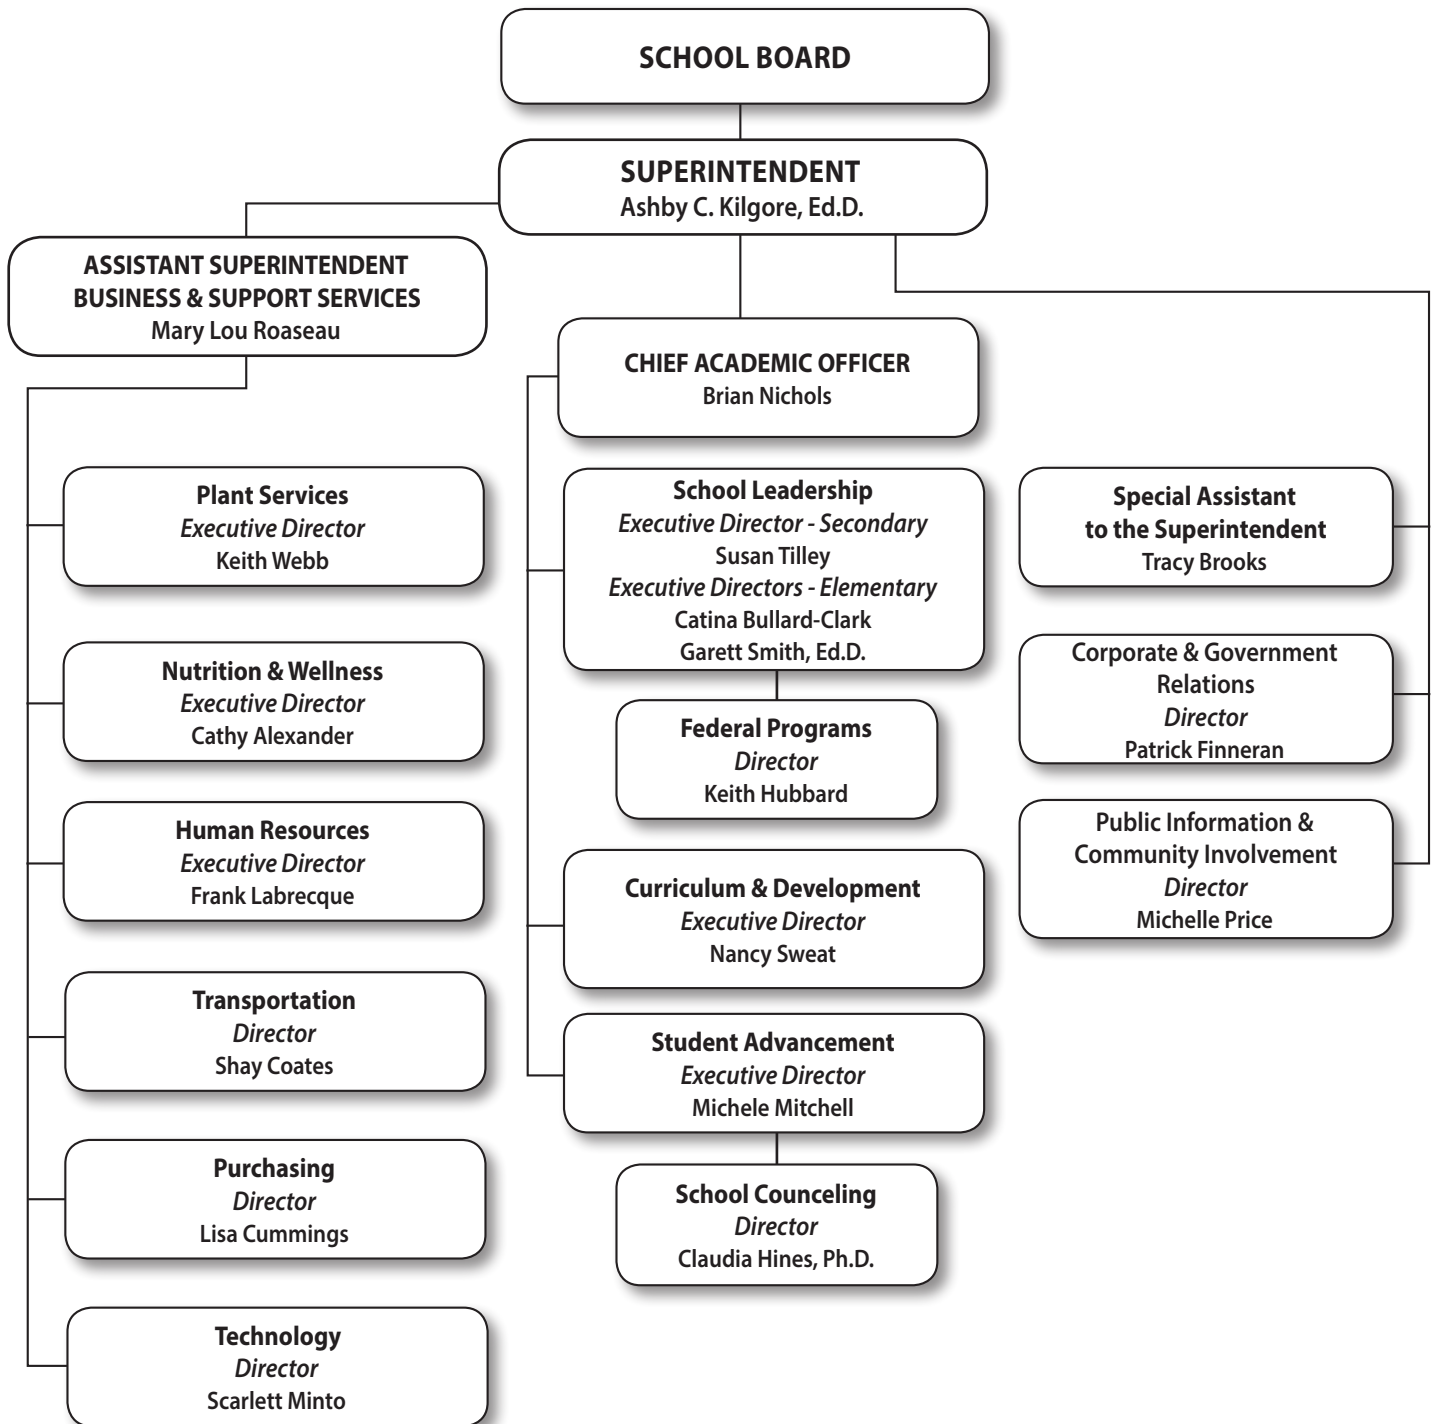 SCHOOL BOARD
SUPERINTENDENT
Ashby C. Kilgore, Ed.D.
ASSISTANT SUPERINTENDENT
BUSINESS & SUPPORT SERVICES
Mary Lou Roaseau
Plant Services
Executive Director
Keith Webb
Nutrition & Wellness
Executive Director
Cathy Alexander
Human Resources
Executive Director
Frank Labrecque
Transportation
Director
Shay Coates
Purchasing
Director
Lisa Cummings
Technology
Director
Scarlett Minto
CHIEF ACADEMIC OFFICER
Brian Nichols
School Leadership
Executive Director - Secondary
Susan Tilley
Executive Directors - Elementary
Catina Bullard-Clark
Garett Smith, Ed.D.
Federal Programs
Director
Keith Hubbard
Curriculum & Development
Executive Director
Nancy Sweat
Student Advancement
Executive Director
Michele Mitchell
School Counceling
Director
Claudia Hines, Ph.D.
Special Assistant
to the Superintendent
Tracy Brooks
Corporate & Government
Relations
Director
Patrick Finneran
Public Information &
Community Involvement
Director
Michelle Price